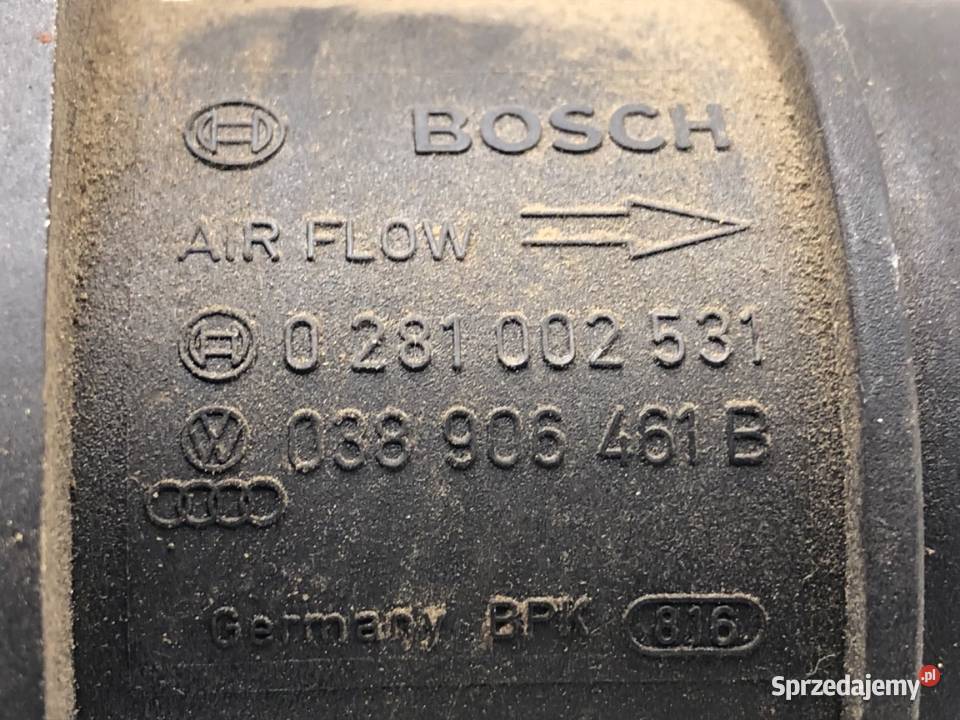 BOSCH
AIR FLOW
0 281 002 531
038 906 461 B
Germany BPK 816
Sprzedajemy.pl